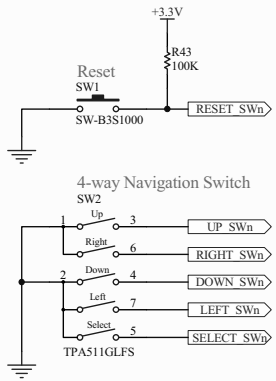 +3.3V
R43
100K
Reset
SW1
SW-B3S1000
RESET_SWn
4-way Navigation Switch
SW2
1 Up 3 UP_SWn
Right 6 RIGHT_SWn
2 Down 4 DOWN_SWn
Left 7 LEFT_SWn
Select 5 SELECT_SWn
TPA511GLFS